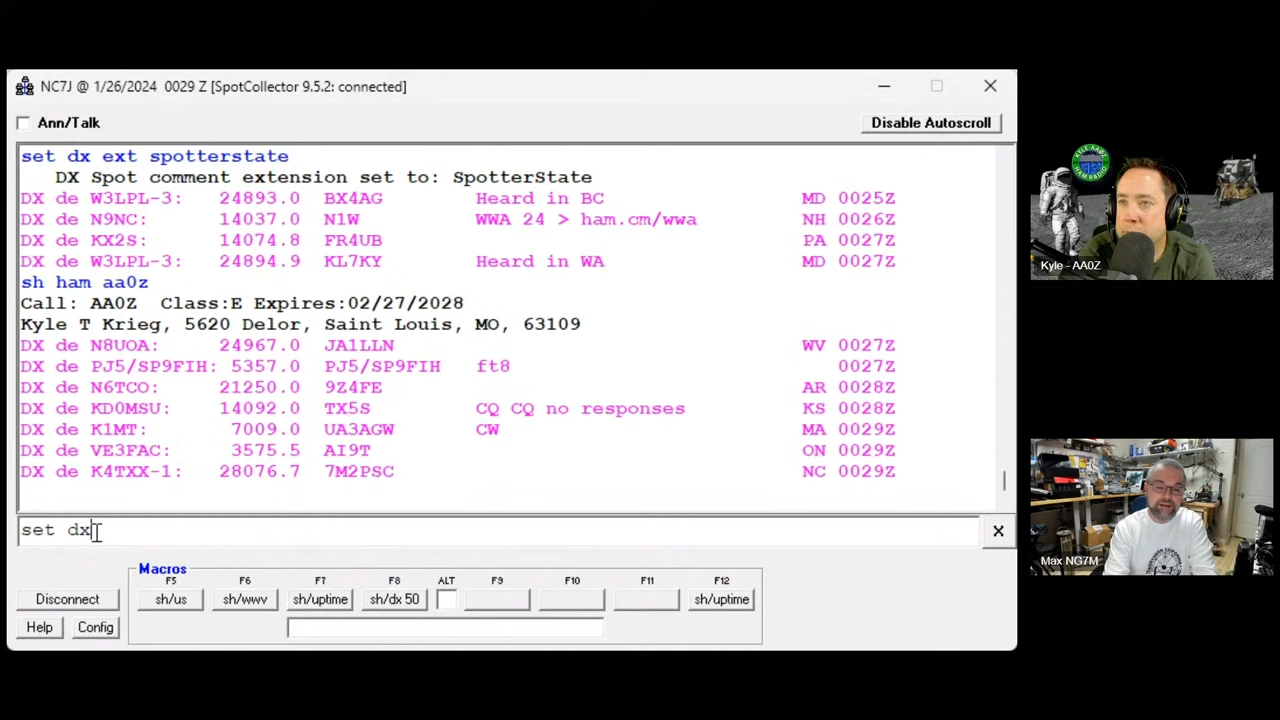 NC7J @ 1/26/2024 0029 Z [SpotCollector 9.5.2: connected]
Ann/Talk
Disable Autoscroll
set dx ext spotterstate
DX Spot comment extension set to: SpotterState
DX de W3LPL-3: 24893.0 BX4AG Heard in BC MD 0025Z
DX de N9NC: 14037.0 N1W WWA 24 > ham.cm/wwa NH 0026Z
DX de KX2S: 14074.8 FR4UB PA 0027Z
DX de W3LPL-3: 24894.9 KL7KY Heard in WA MD 0027Z
sh ham aa0z
Call: AA0Z Class:E Expires:02/27/2028
Kyle T Krieg, 5620 Delor, Saint Louis, MO, 63109
DX de N8UOA: 24967.0 JA1LLN WV 0027Z
DX de PJ5/SP9FIH: 5357.0 PJ5/SP9FIH ft8 0027Z
DX de N6TCO: 21250.0 9Z4FE AR 0028Z
DX de KD0MSU: 14092.0 TX5S CQ CQ no responses KS 0028Z
DX de K1MT: 7009.0 UA3AGW CW MA 0029Z
DX de VE3FAC: 3575.5 AI9T ON 0029Z
DX de K4TXX-1: 28076.7 7M2PSC NC 0029Z
set dx
X
Macros
F5 F6 F7 F8 ALT F9 F10 F11 F12
Disconnect sh/us sh/wwv sh/uptime sh/dx 50 sh/uptime
Help Config
KYLE AA0Z
HAM RADIO
Kyle - AA0Z
Max NG7M